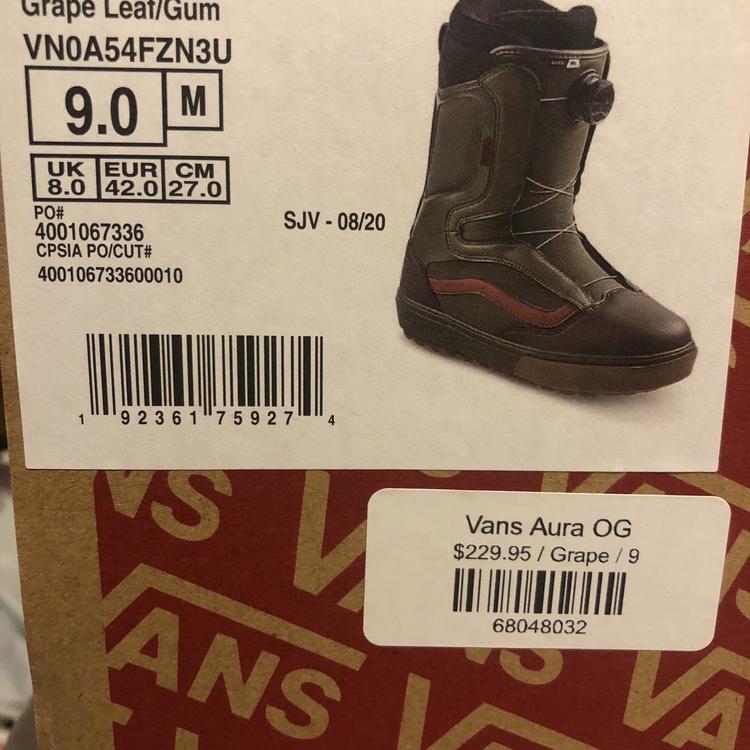 Grape Leaf/Gum
VN0A54FZN3U
9.0 M
UK EUR CM
8.0 42.0 27.0
PO#
4001067336
CPSIA PO/CUT#
400106733600010
SJV - 08/20
1 92361 75927 4
Vans Aura OG
$229.95 / Grape / 9
68048032
VANS
VANS